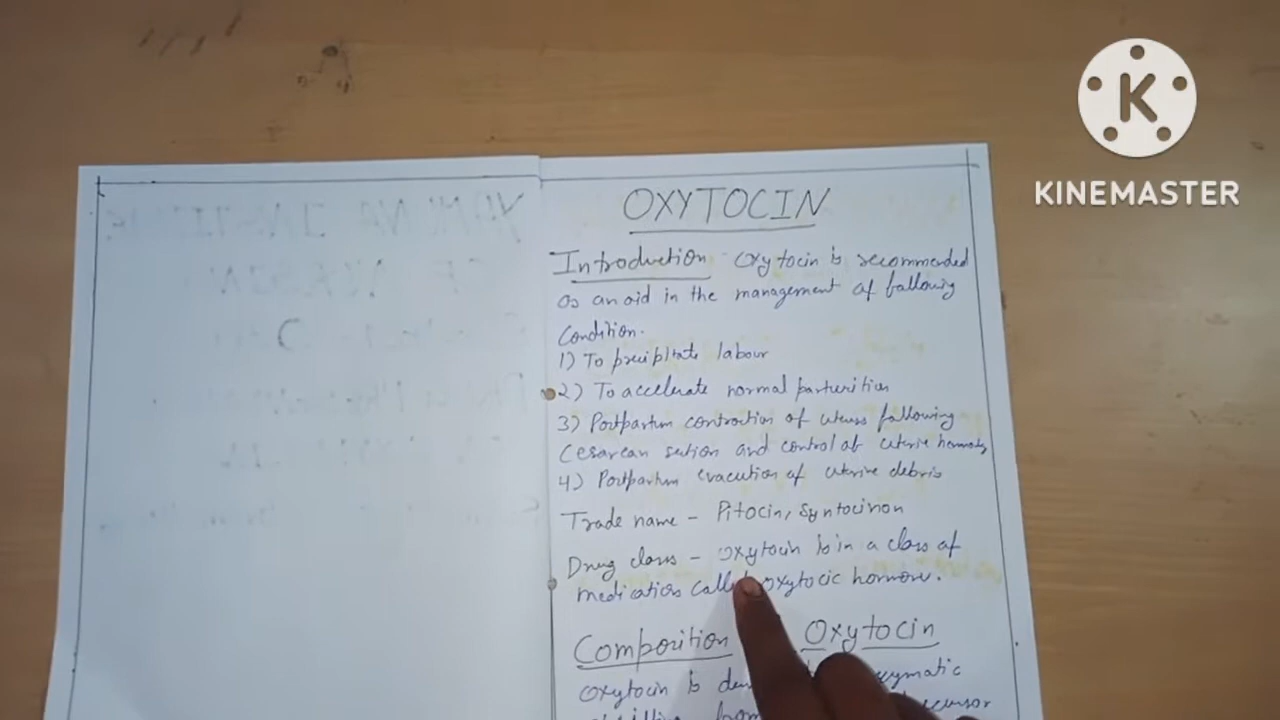 KINEMASTER
OXYTOCIN
Introduction Oxytocin is recommended
as an aid in the management of following
Condition.
1) To precipitate labour
2) To accelerate normal parturition
3) Postpartum contraction of uterus following
Cesarean section and control of uterine
4) Postpartum evacution of uterine debris
Trade name - Pitocin, Syntocinon
Drug class - Oxytocin is in a class of
medications oxytocic hormone.
Composition Oxytocin
Oxytocin is